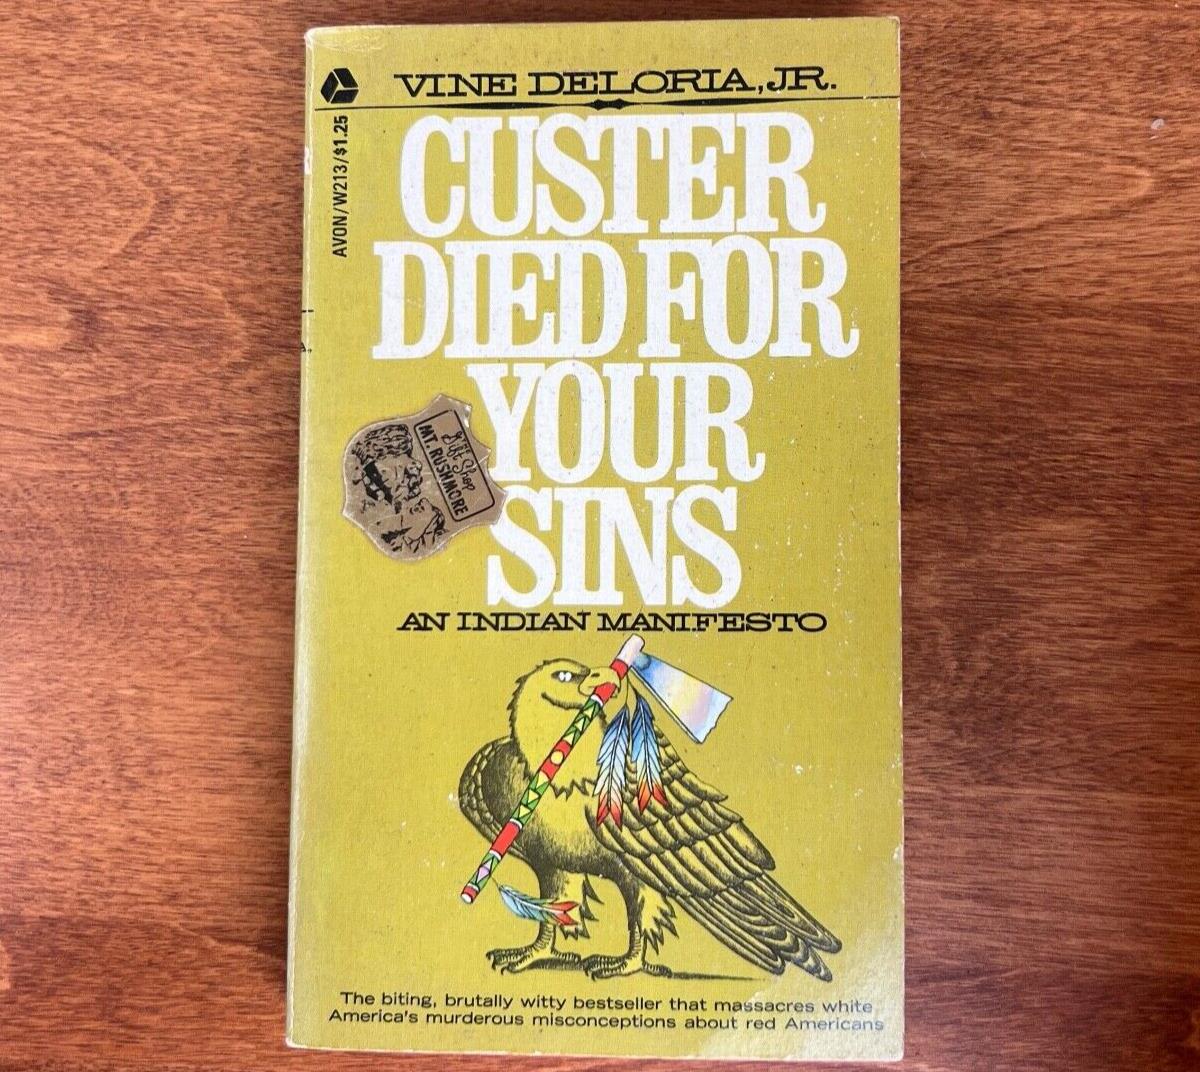 VINE DELORIA, JR.
AVON/W213/$1.25
CUSTER
DIED FOR
YOUR
SINS
Gift Shop
MT. RUSHMORE
AN INDIAN MANIFESTO
The biting, brutally witty bestseller that massacres white
America's murderous misconceptions about red Americans